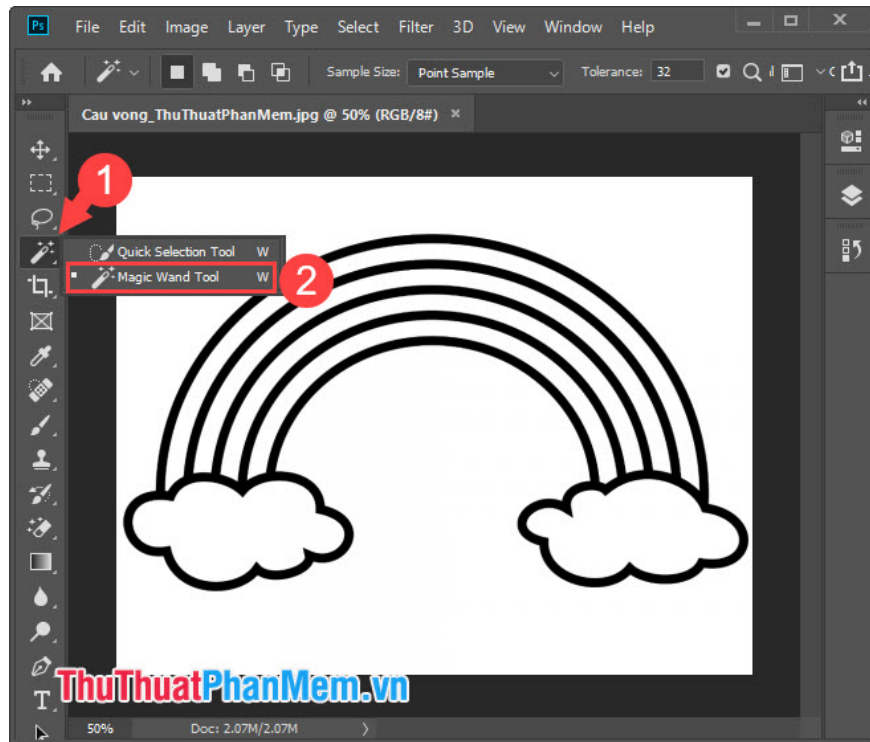 Ps File Edit Image Layer Type Select Filter 3D View Window Help
Sample Size: Point Sample Tolerance: 32
Cau vong_ThuThuatPhanMem.jpg @ 50% (RGB/8#) ×
1
Quick Selection Tool W
Magic Wand Tool W
2
ThuThuatPhanMem.vn
T
50% Doc: 2.07M/2.07M